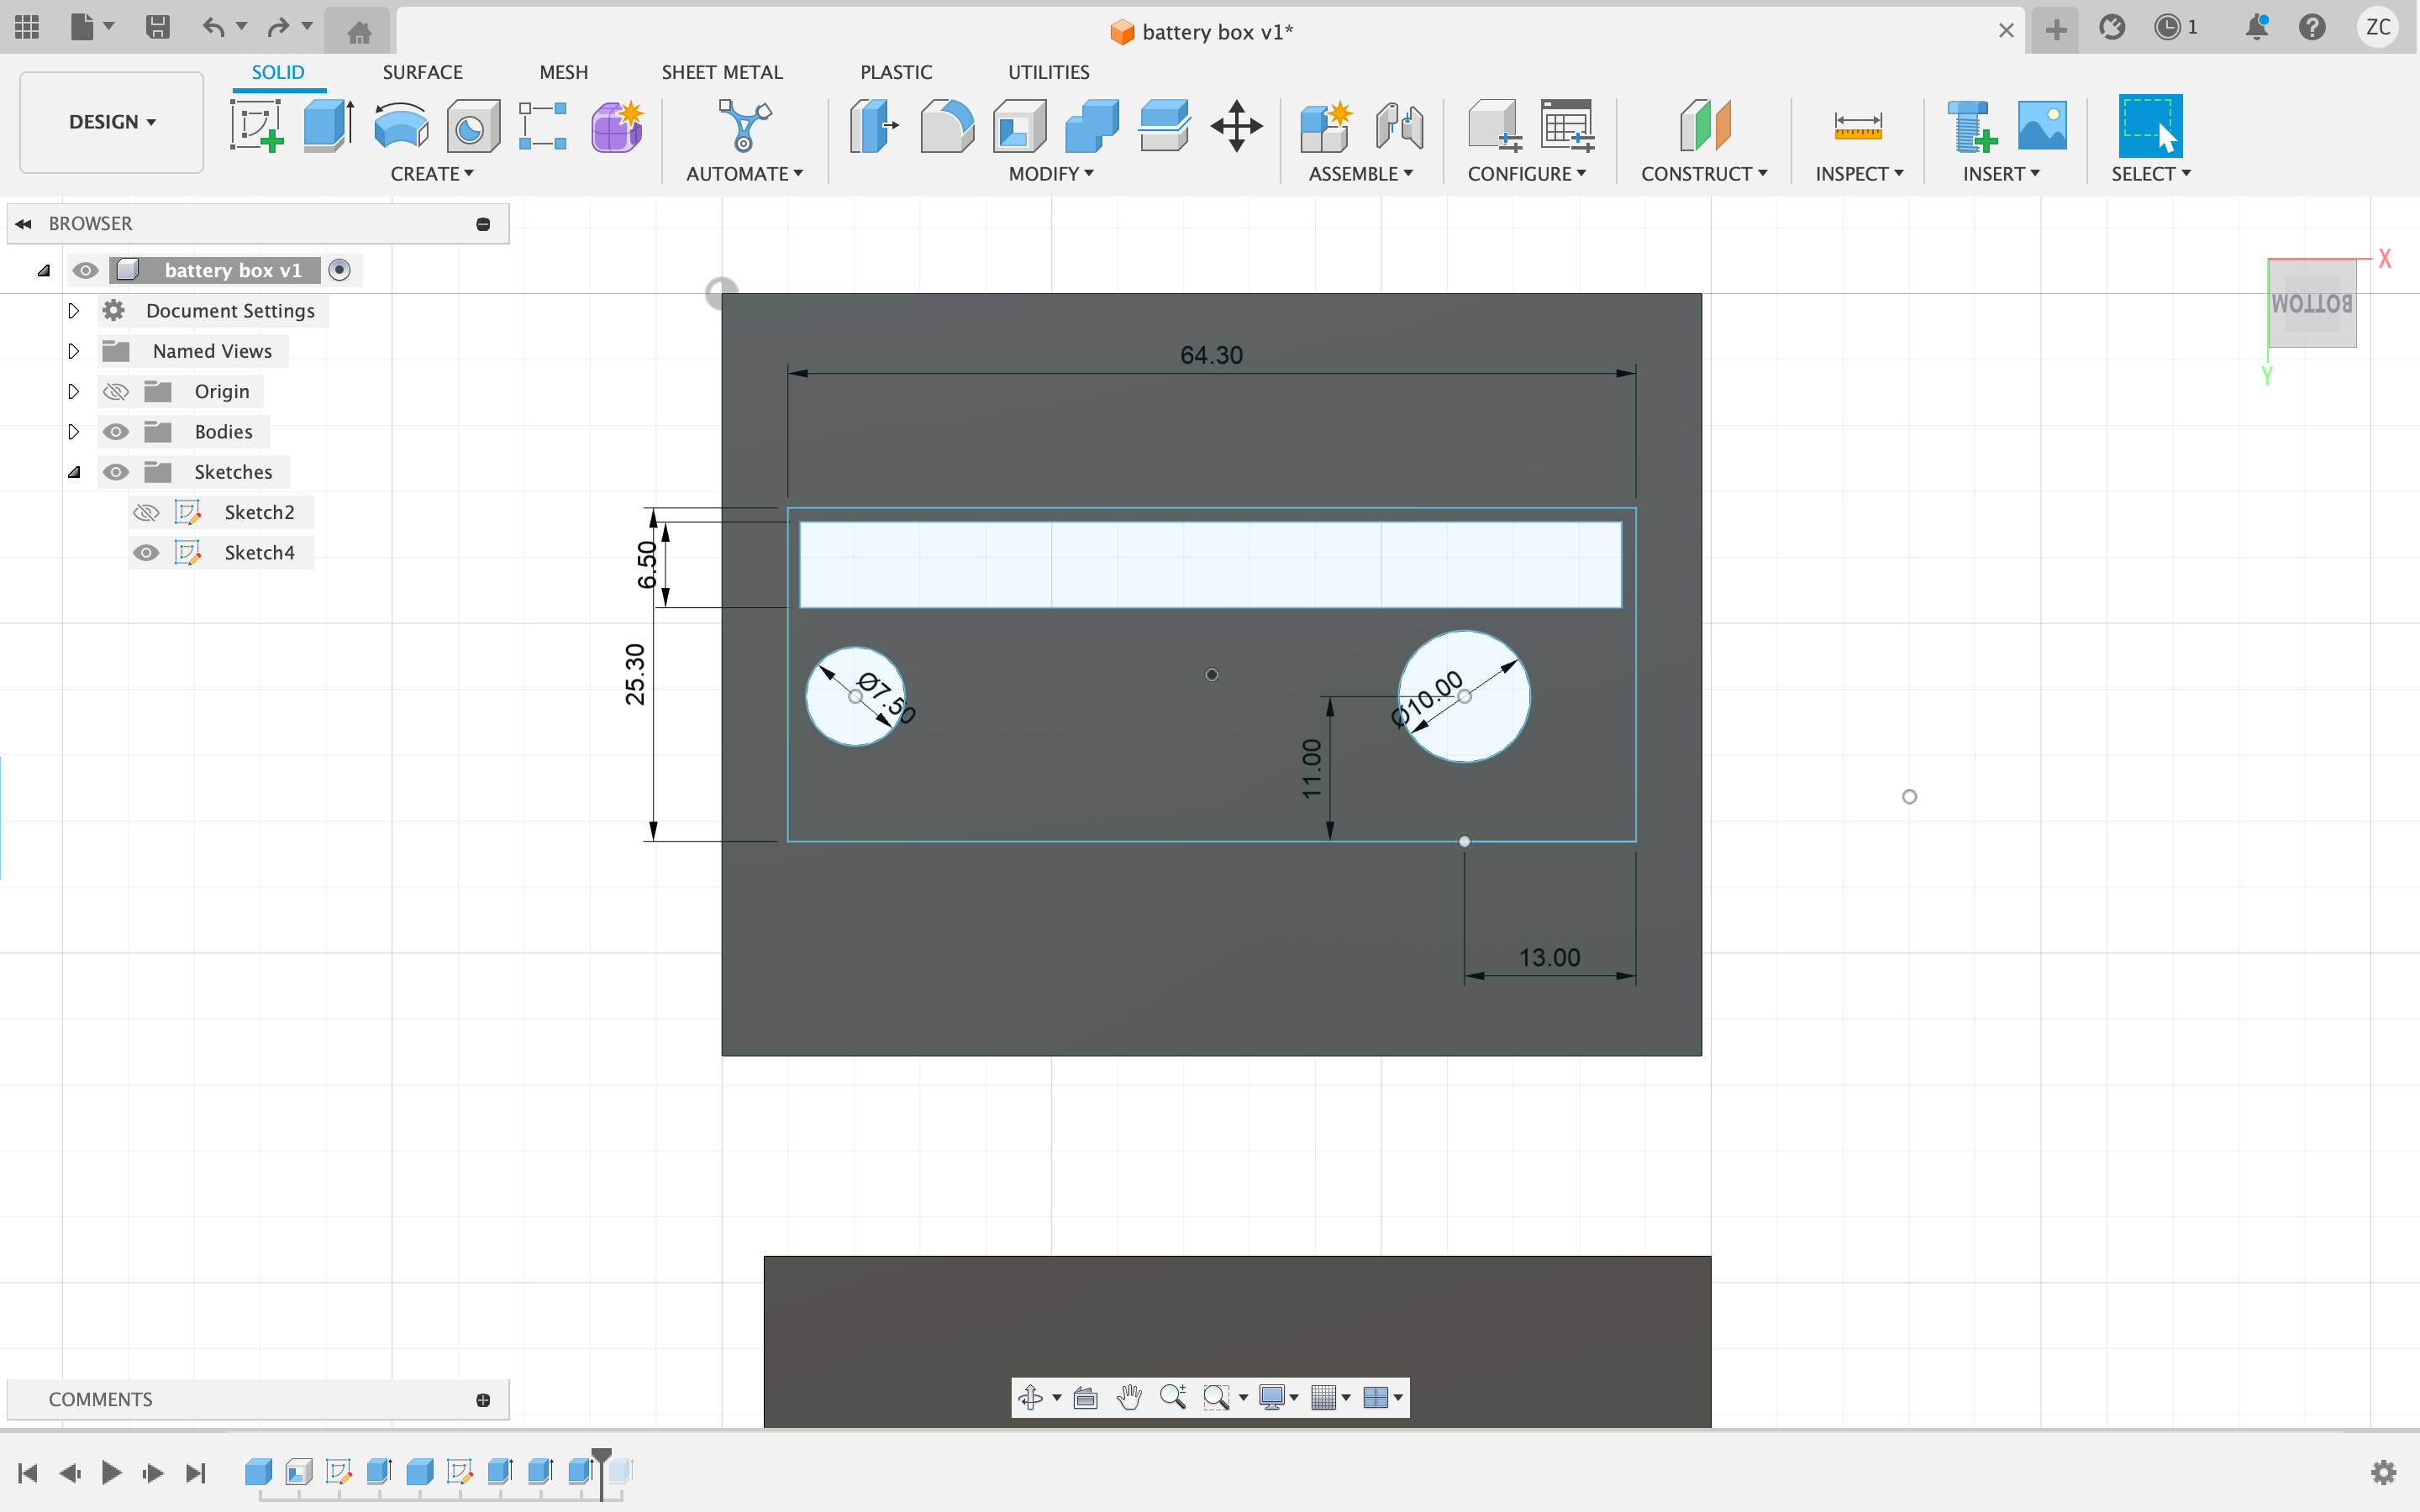 battery box v1*
1
ZC
DESIGN
SOLID
SURFACE
MESH
SHEET METAL
PLASTIC
UTILITIES
CREATE
AUTOMATE
MODIFY
ASSEMBLE
CONFIGURE
CONSTRUCT
INSPECT
INSERT
SELECT
BROWSER
battery box v1
Document Settings
Named Views
Origin
Bodies
Sketches
Sketch2
Sketch4
X
BOTTOM
Y
64.30
6.50
25.30
Ø7.50
Ø10.00
11.00
13.00
COMMENTS